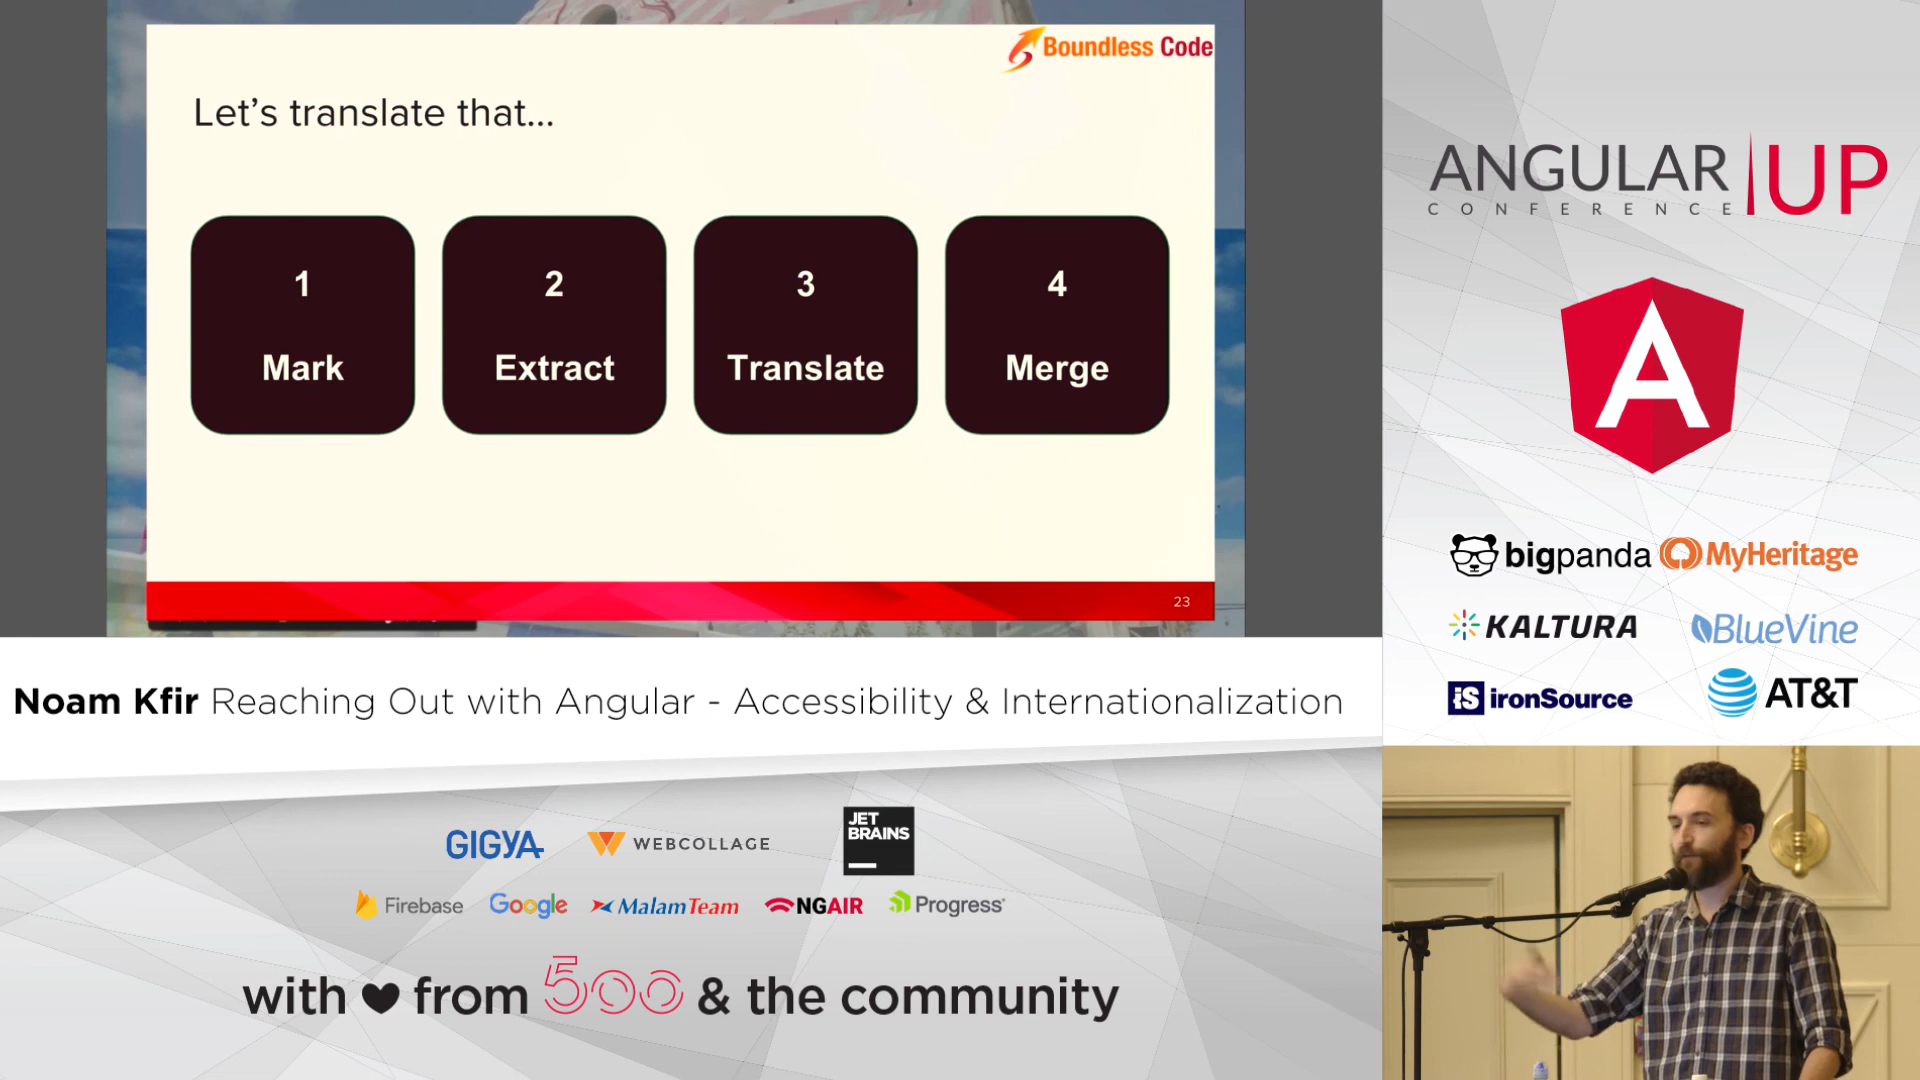 Boundless Code
Let's translate that...
1
Mark
2
Extract
3
Translate
4
Merge
23
ANGULAR UP
CONFERENCE
bigpanda
MyHeritage
KALTURA
BlueVine
iS ironSource
AT&T
Noam Kfir Reaching Out with Angular - Accessibility & Internationalization
GIGYA
WEBCOLLAGE
JET
BRAINS
Firebase
Google
MalamTeam
NGAIR
Progress
with ♥ from 500 & the community